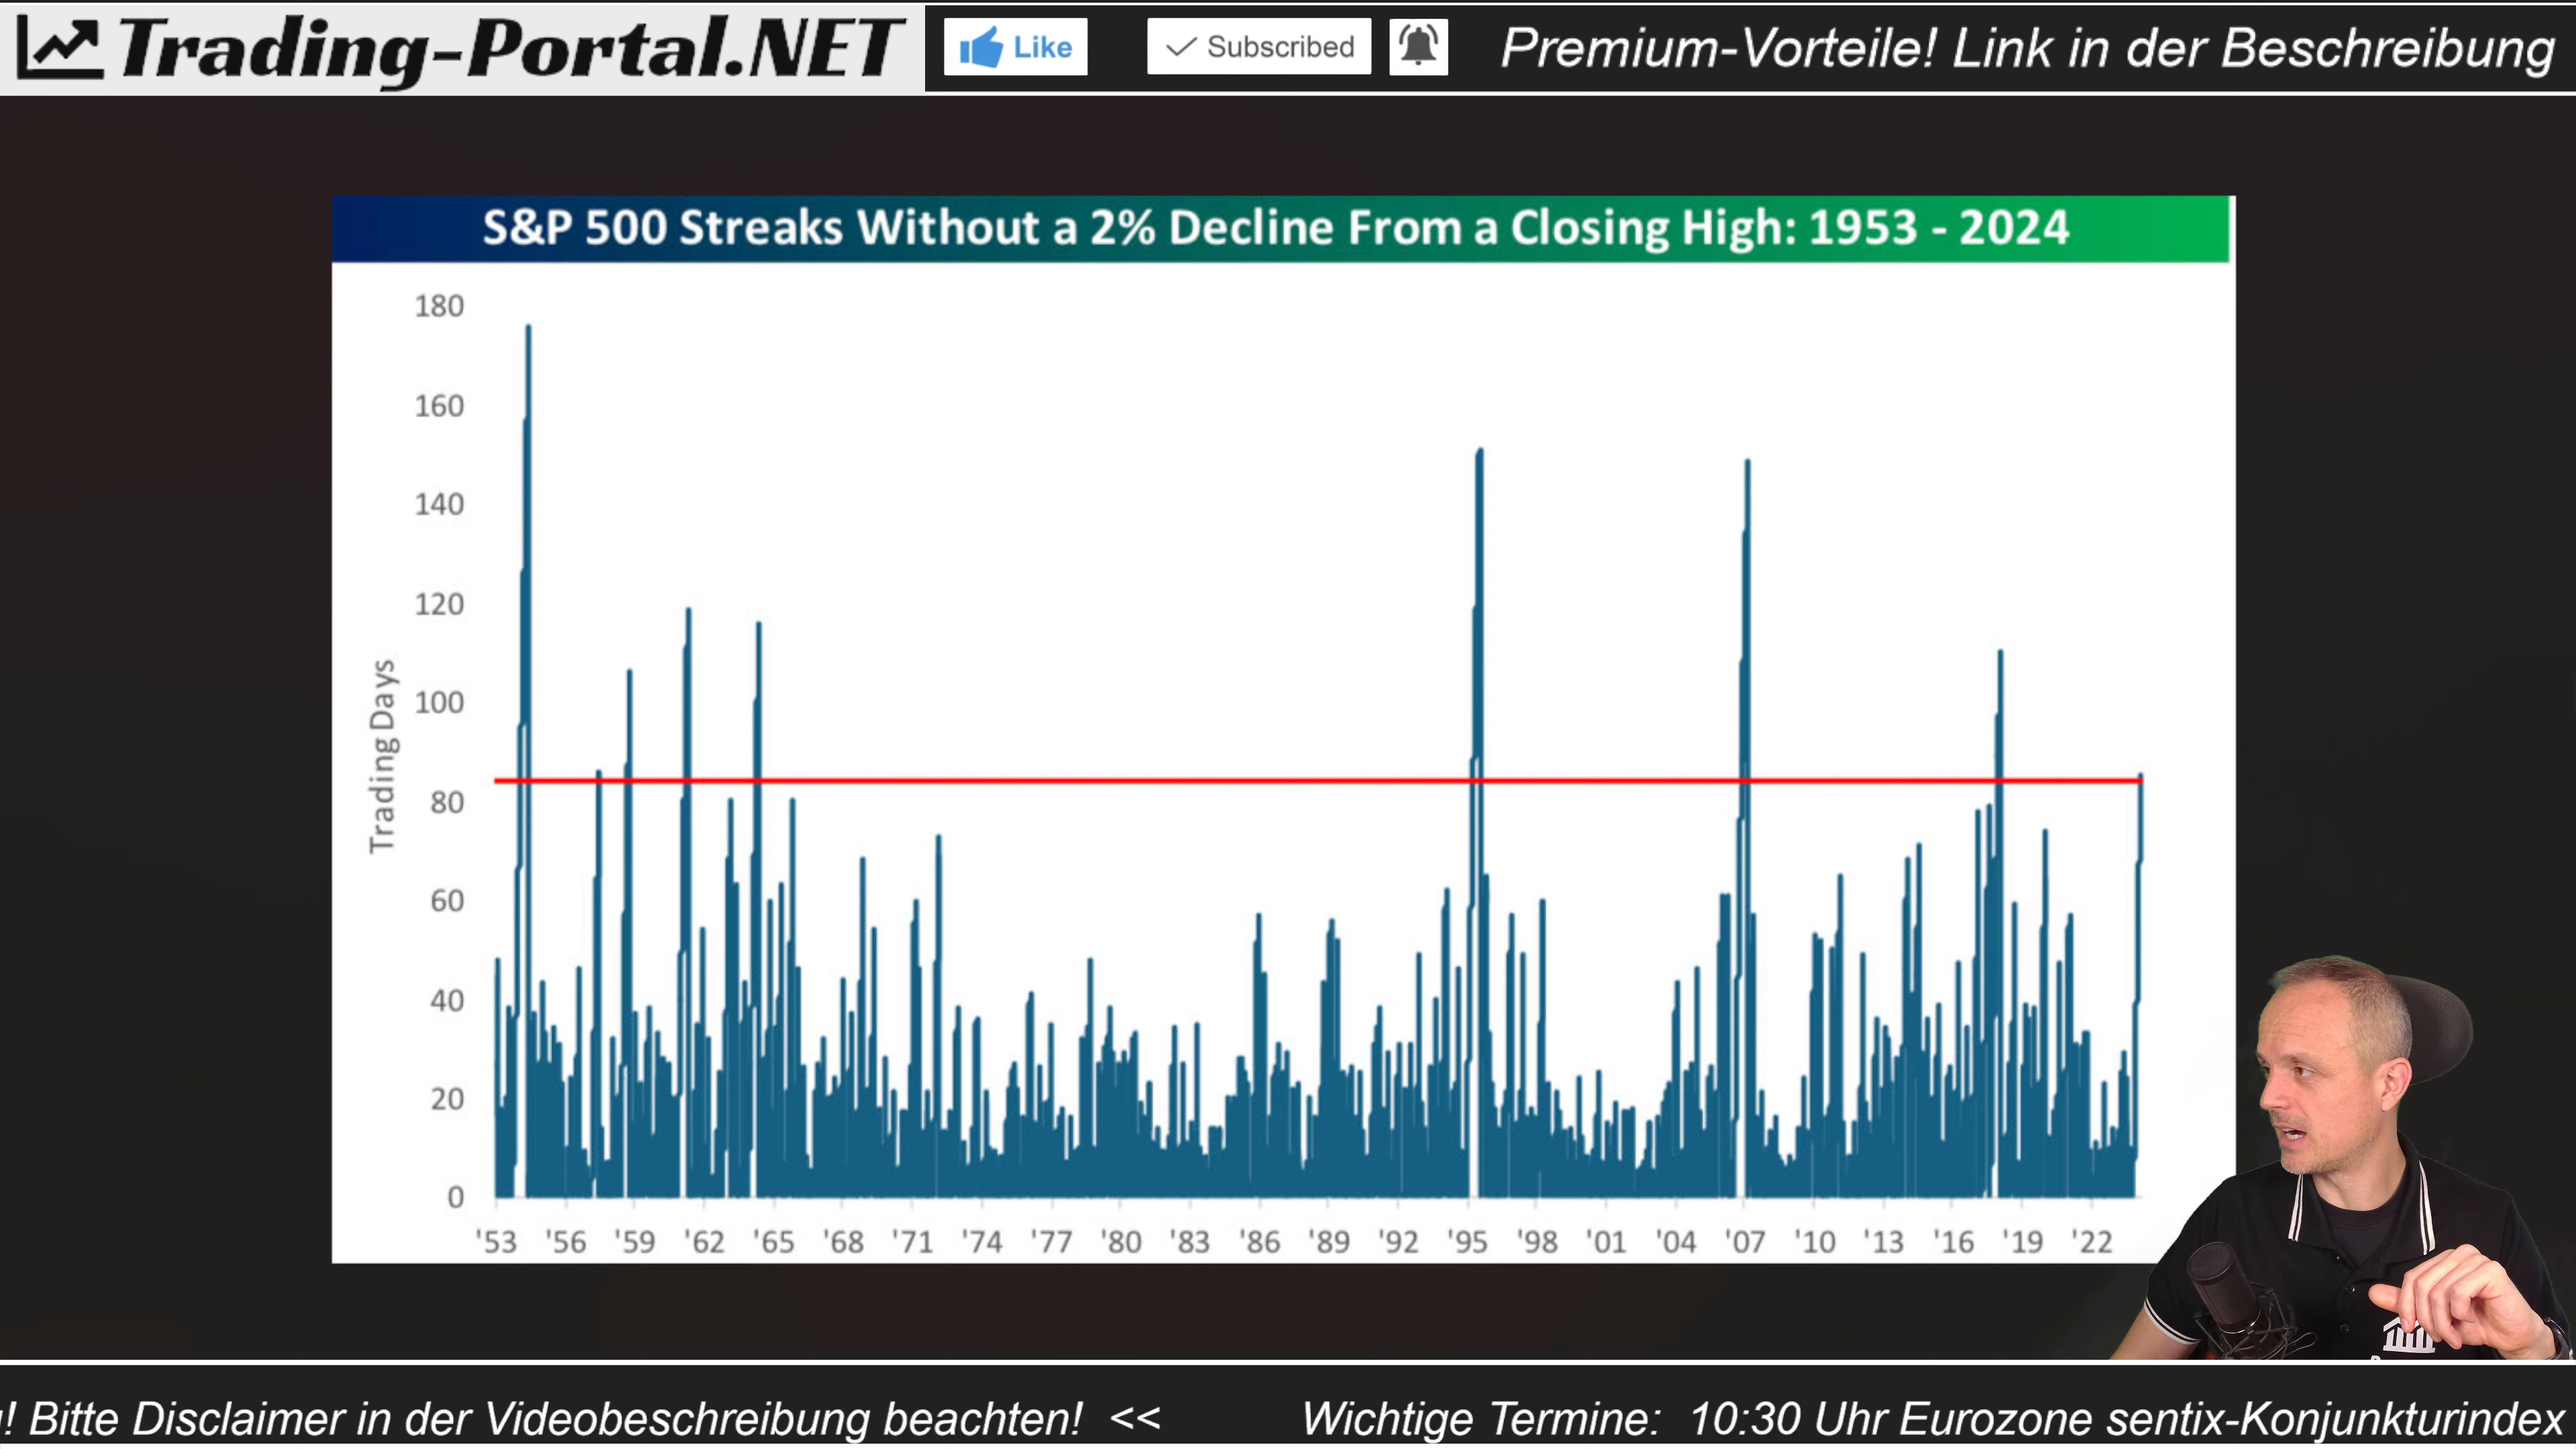 Trading-Portal.NET
Like
Subscribed
Premium-Vorteile! Link in der Beschreibung
S&P 500 Streaks Without a 2% Decline From a Closing High: 1953 - 2024
180
160
140
120
100
80
60
40
20
0
Trading Days
'53 '56 '59 '62 '65 '68 '71 '74 '77 '80 '83 '86 '89 '92 '95 '98 '01 '04 '07 '10 '13 '16 '19 '22
! Bitte Disclaimer in der Videobeschreibung beachten! << Wichtige Termine: 10:30 Uhr Eurozone sentix-Konjunkturindex